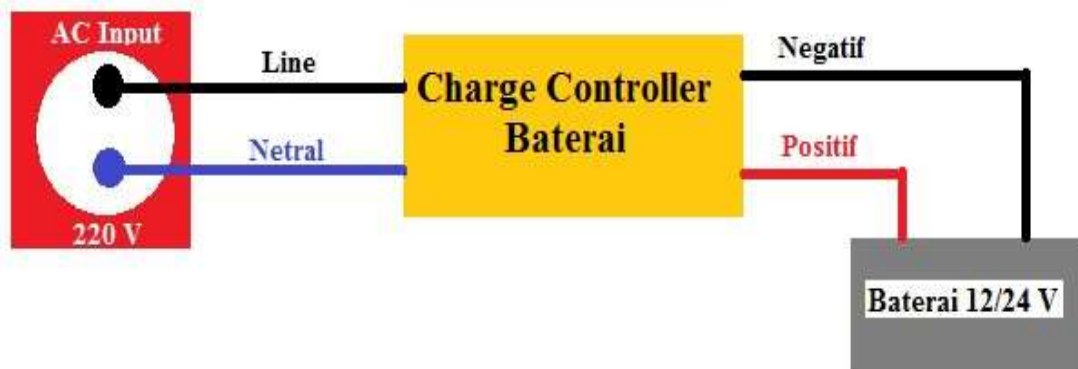 AC Input
Line
Netral
220 V
Charge Controller
Baterai
Negatif
Positif
Baterai 12/24 V